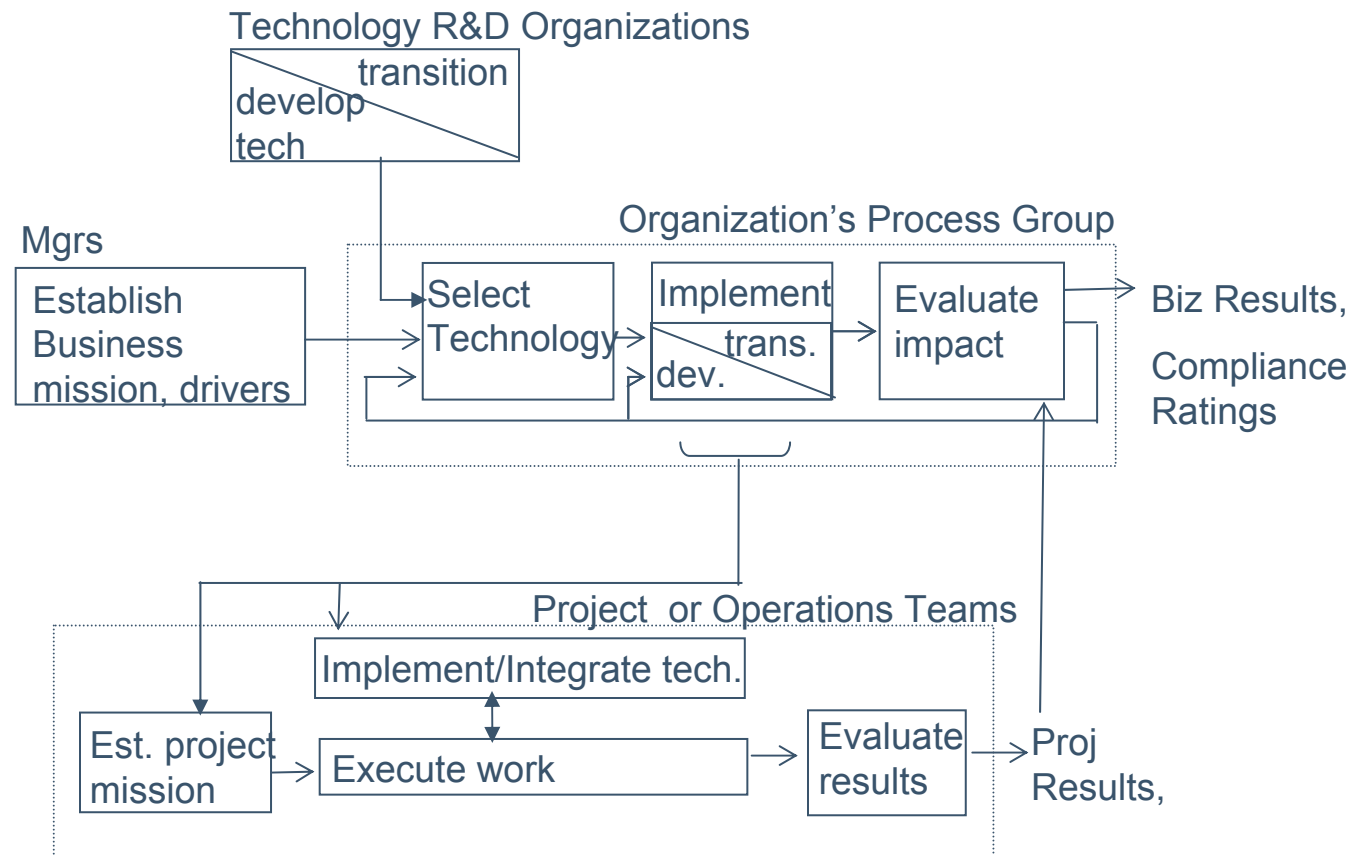 Technology R&D Organizations
transition
develop
tech
Organization’s Process Group
Mgrs
Establish
Business
mission, drivers
Select
Technology
Implement
trans.
dev.
Evaluate
impact
Biz Results,
Compliance
Ratings
Project or Operations Teams
Implement/Integrate tech.
Est. project
mission
Execute work
Evaluate
results
Proj
Results,